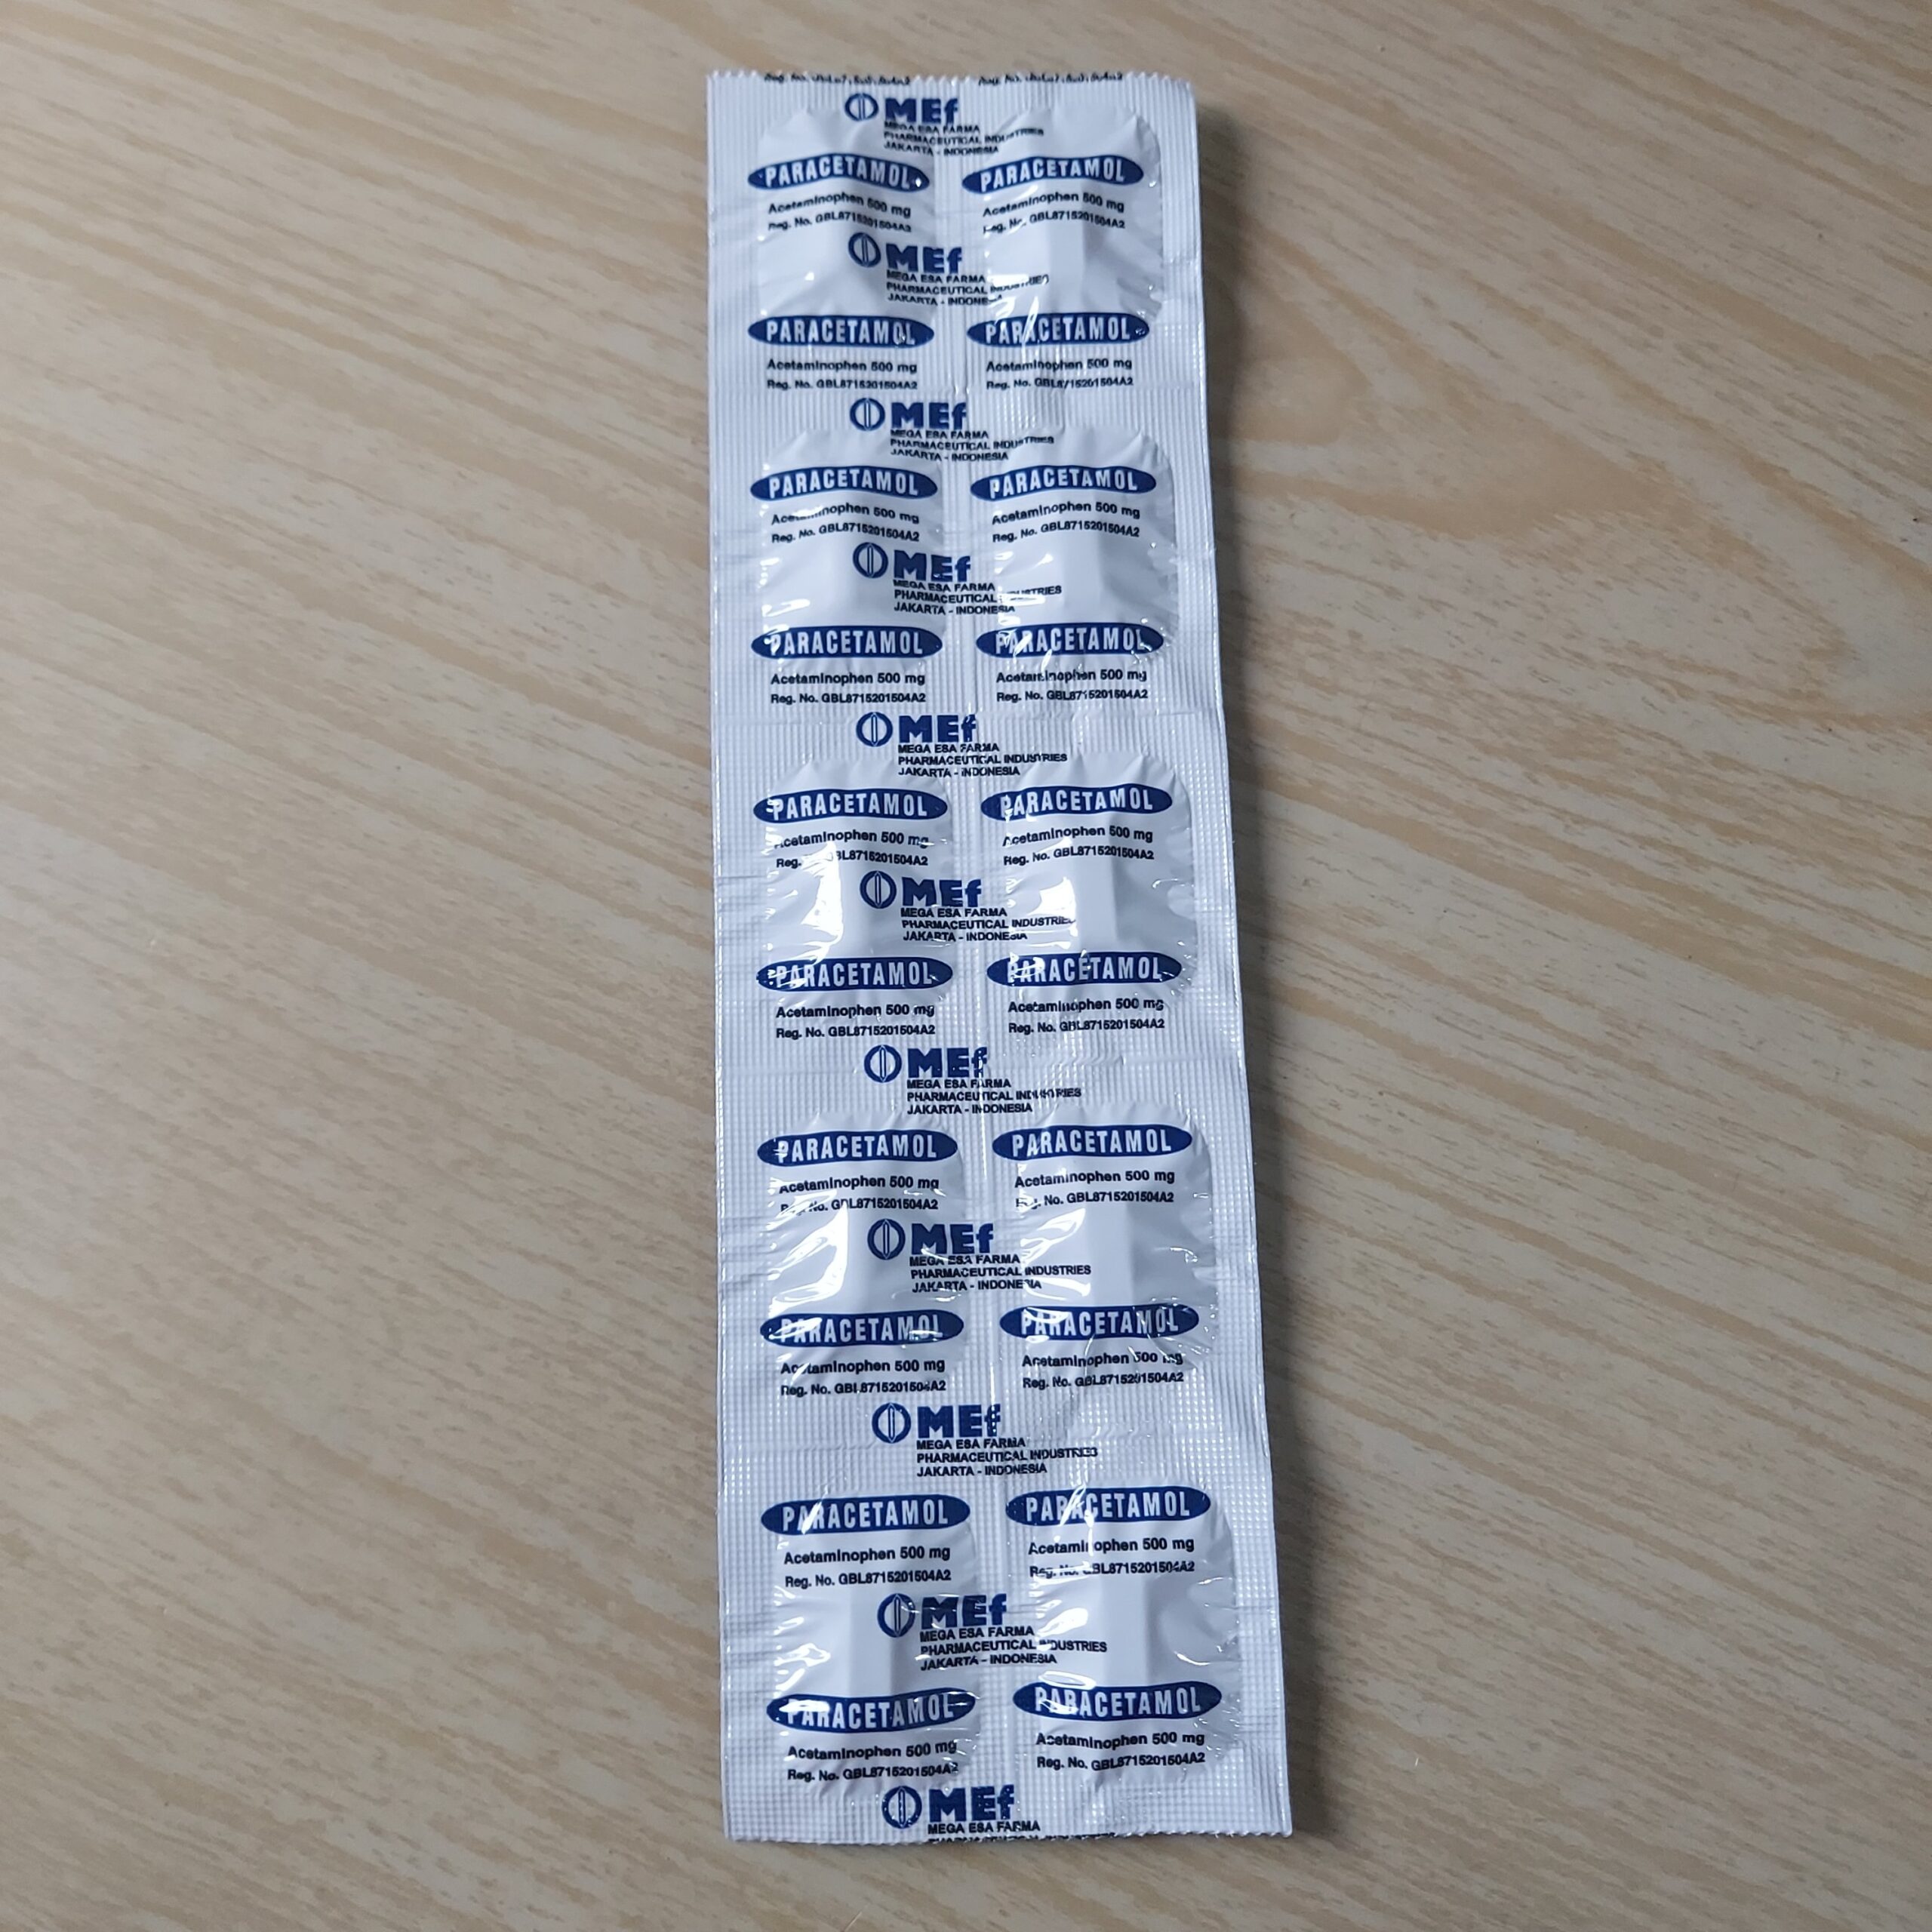 MEf
MEGA ESA FARMA
PHARMACEUTICAL INDUSTRIES
JAKARTA - INDONESIA
PARACETAMOL PARACETAMOL
Acetaminophen 500 mg Acetaminophen 500 mg
Reg. No. GBL8715201504A2 Reg. No. GBL8715201504A2
MEf
MEGA ESA FARMA
PHARMACEUTICAL INDUSTRIES
JAKARTA - INDONESIA
PARACETAMOL PARACETAMOL
Acetaminophen 500 mg Acetaminophen 500 mg
Reg. No. GBL8715201504A2 Reg. No. GBL8715201504A2
MEf
MEGA ESA FARMA
PHARMACEUTICAL INDUSTRIES
JAKARTA - INDONESIA
PARACETAMOL PARACETAMOL
Acetaminophen 500 mg Acetaminophen 500 mg
Reg. No. GBL8715201504A2 Reg. No. GBL8715201504A2
MEf
MEGA ESA FARMA
PHARMACEUTICAL INDUSTRIES
JAKARTA - INDONESIA
PARACETAMOL PARACETAMOL
Acetaminophen 500 mg Acetaminophen 500 mg
Reg. No. GBL8715201504A2 Reg. No. GBL8715201504A2
MEf
MEGA ESA FARMA
PHARMACEUTICAL INDUSTRIES
JAKARTA - INDONESIA
PARACETAMOL PARACETAMOL
Acetaminophen 500 mg Acetaminophen 500 mg
Reg. No. GBL8715201504A2 Reg. No. GBL8715201504A2
MEf
MEGA ESA FARMA
PHARMACEUTICAL INDUSTRIES
JAKARTA - INDONESIA
PARACETAMOL PARACETAMOL
Acetaminophen 500 mg Acetaminophen 500 mg
Reg. No. GBL8715201504A2 Reg. No. GBL8715201504A2
MEf
MEGA ESA FARMA
PHARMACEUTICAL INDUSTRIES
JAKARTA - INDONESIA
PARACETAMOL PARACETAMOL
Acetaminophen 500 mg Acetaminophen 500 mg
Reg. No. GBL8715201504A2 Reg. No. GBL8715201504A2
MEf
MEGA ESA FARMA
PHARMACEUTICAL INDUSTRIES
JAKARTA - INDONESIA
PARACETAMOL PARACETAMOL
Acetaminophen 500 mg Acetaminophen 500 mg
Reg. No. GBL8715201504A2 Reg. No. GBL8715201504A2
MEf
MEGA ESA FARMA
PHARMACEUTICAL INDUSTRIES
JAKARTA - INDONESIA
PARACETAMOL PARACETAMOL
Acetaminophen 500 mg Acetaminophen 500 mg
Reg. No. GBL8715201504A2 Reg. No. GBL8715201504A2
MEf
MEGA ESA FARMA
PHARMACEUTICAL INDUSTRIES
JAKARTA - INDONESIA
PARACETAMOL PARACETAMOL
Acetaminophen 500 mg Acetaminophen 500 mg
Reg. No. GBL8715201504A2 Reg. No. GBL8715201504A2
MEf
MEGA ESA FARMA